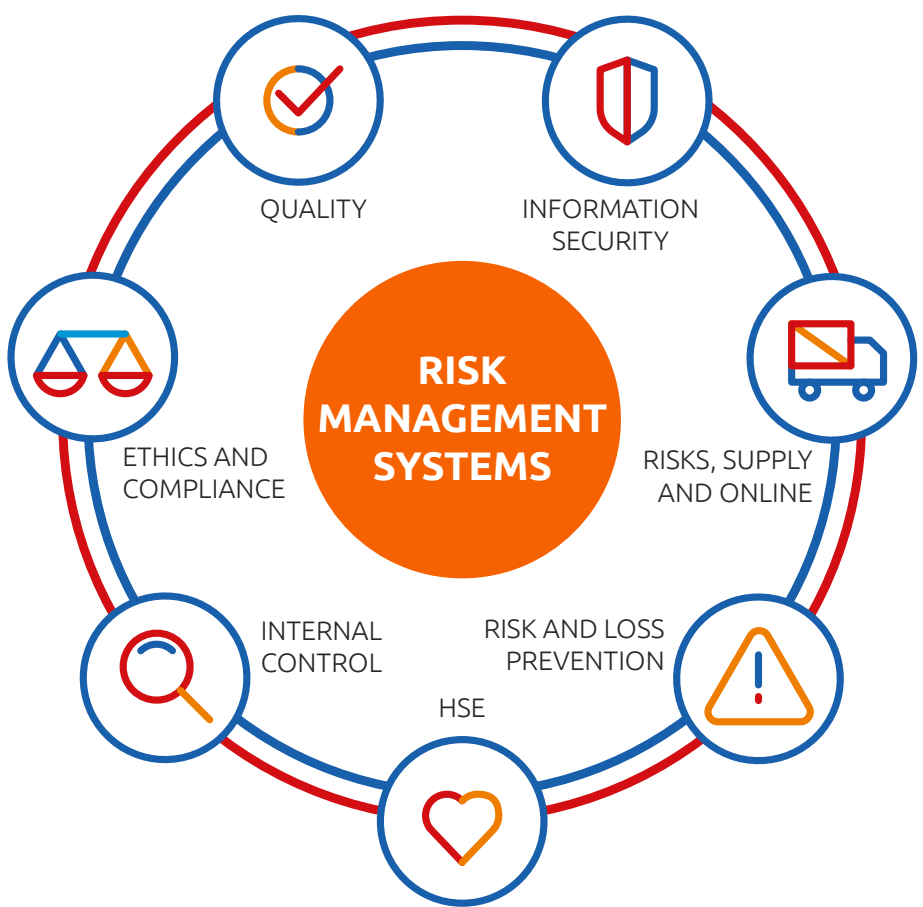 QUALITY
INFORMATION
SECURITY
RISK
MANAGEMENT
SYSTEMS
ETHICS AND
COMPLIANCE
RISKS, SUPPLY
AND ONLINE
INTERNAL
CONTROL
RISK AND LOSS
PREVENTION
HSE